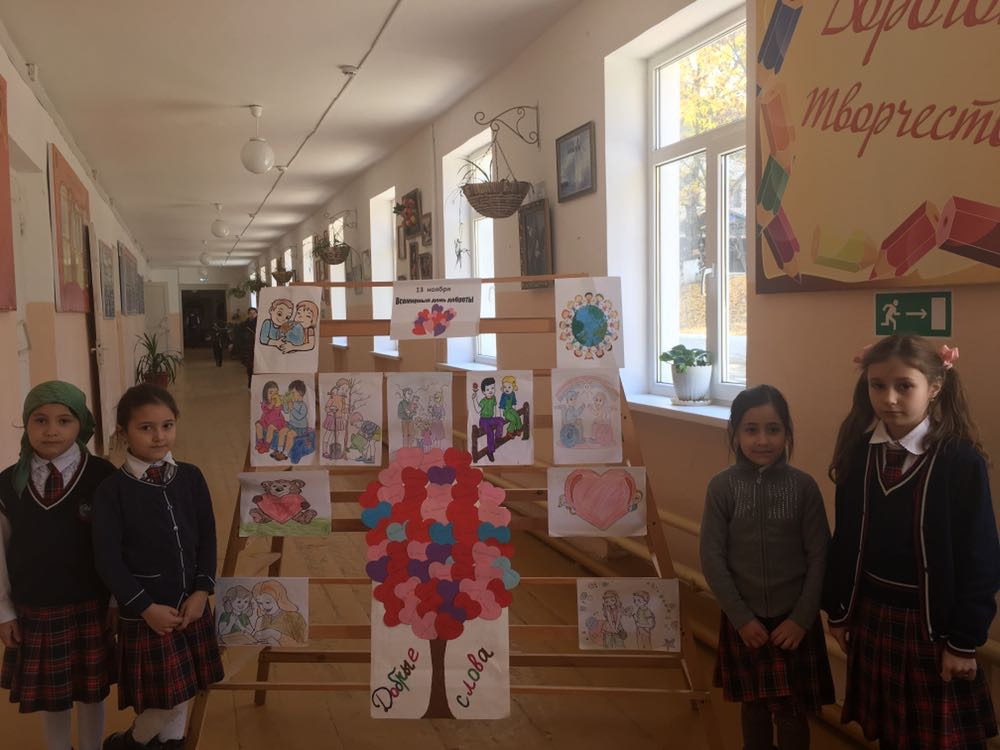 13 ноября
Всемирный день доброты
творчест
Добрые
слова